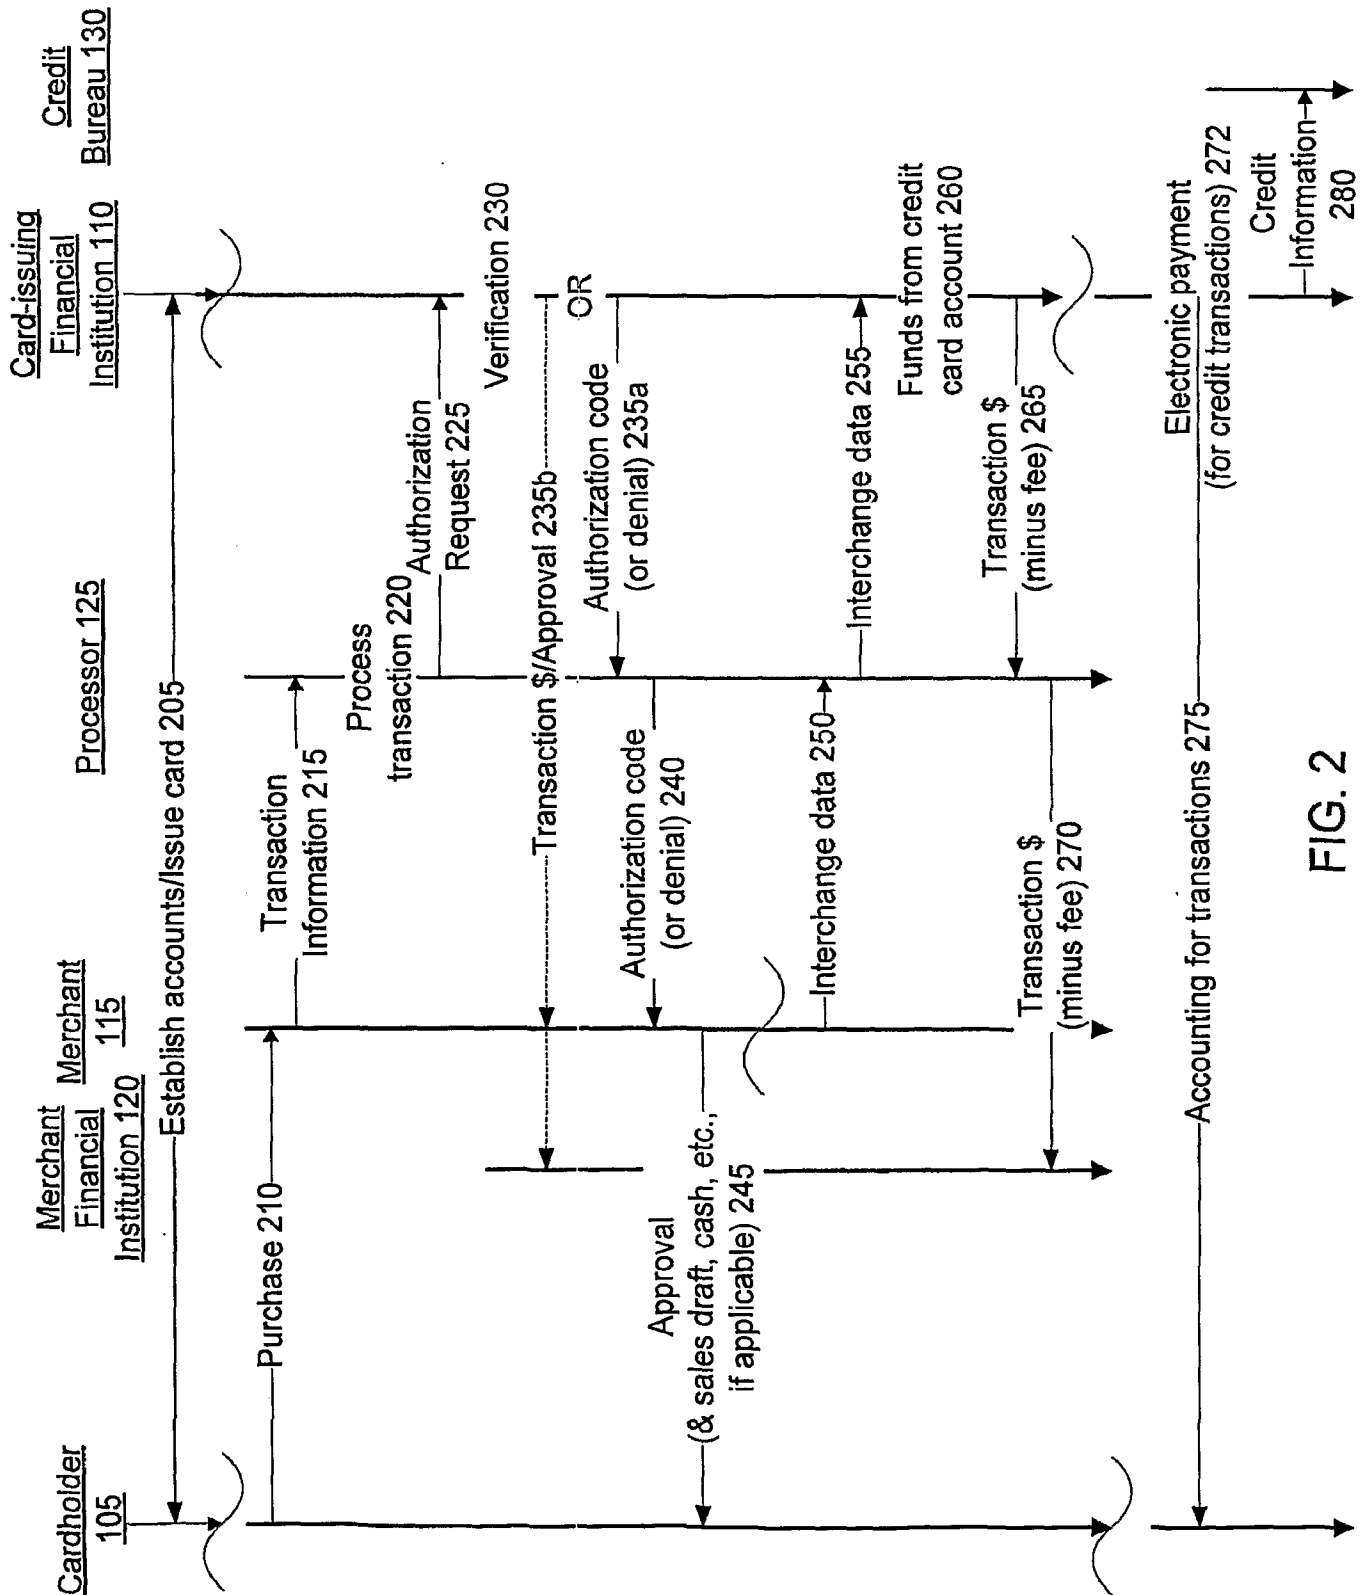 Cardholder
105
Merchant
Financial
Institution 120
Merchant
115
Processor 125
Card-issuing
Financial
Institution 110
Credit
Bureau 130
Establish accounts/Issue card 205
Purchase 210
Transaction
Information 215
Process
transaction 220
Authorization
Request 225
Verification 230
Transaction $/Approval 235b
OR
Authorization code
(or denial) 235a
Authorization code
(or denial) 240
Approval
(& sales draft, cash, etc.,
if applicable) 245
Interchange data 250
Interchange data 255
Funds from credit
card account 260
Transaction $
(minus fee) 265
Transaction $
(minus fee) 270
Electronic payment
(for credit transactions) 272
Accounting for transactions 275
Credit
Information
280
FIG. 2